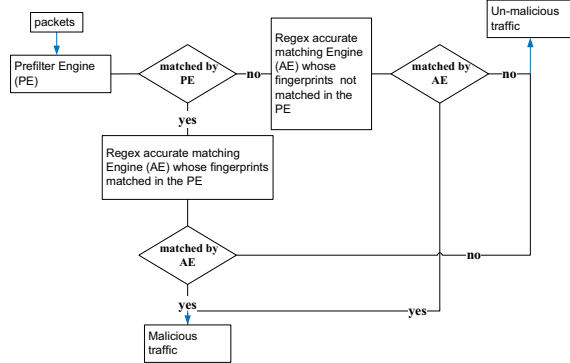 packets
Prefilter Engine
(PE)
matched by
PE
no
Regex accurate
matching Engine
(AE) whose
fingerprints  not
matched in the
PE
matched by
AE
no
Un-malicious
traffic
yes
Regex accurate matching
Engine (AE) whose fingerprints
matched in the PE
matched by
AE
no
yes
yes
Malicious
traffic